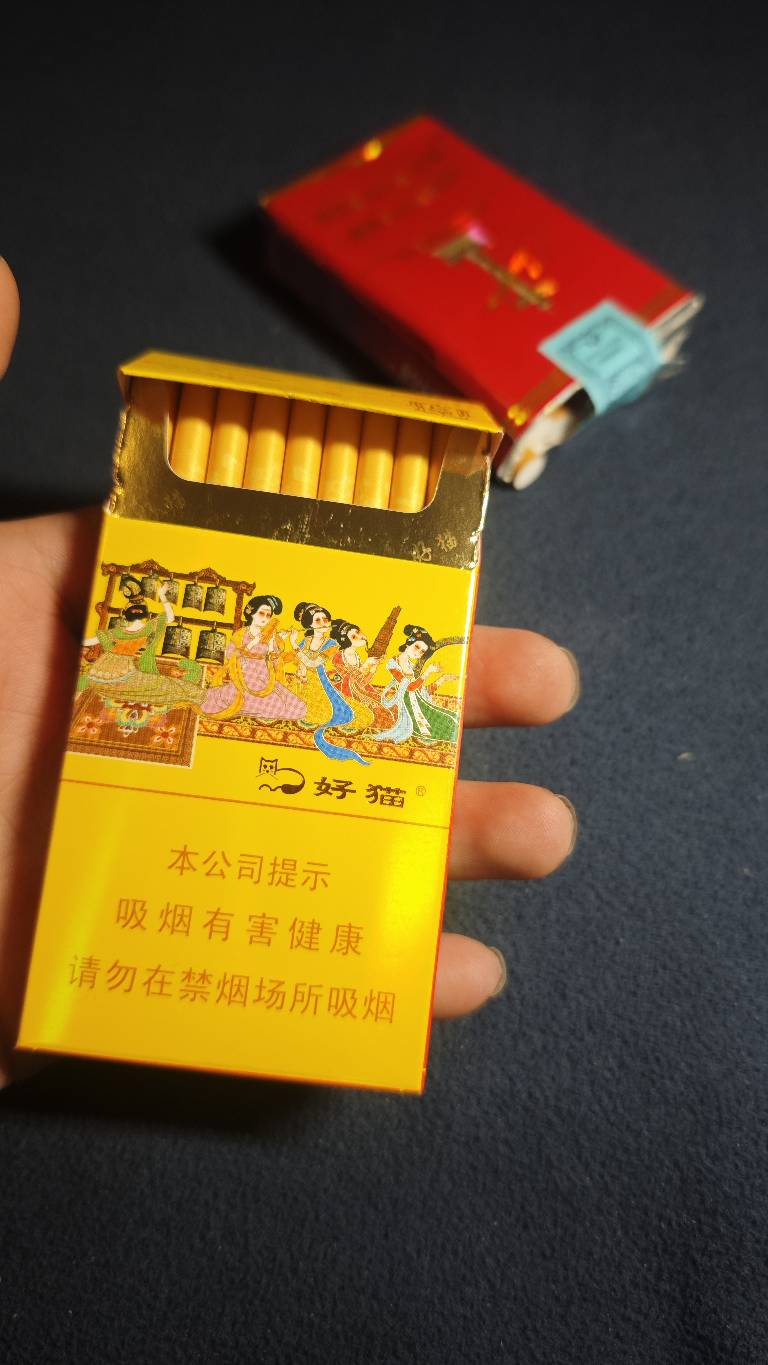 好猫®
本公司提示
吸烟有害健康
请勿在禁烟场所吸烟